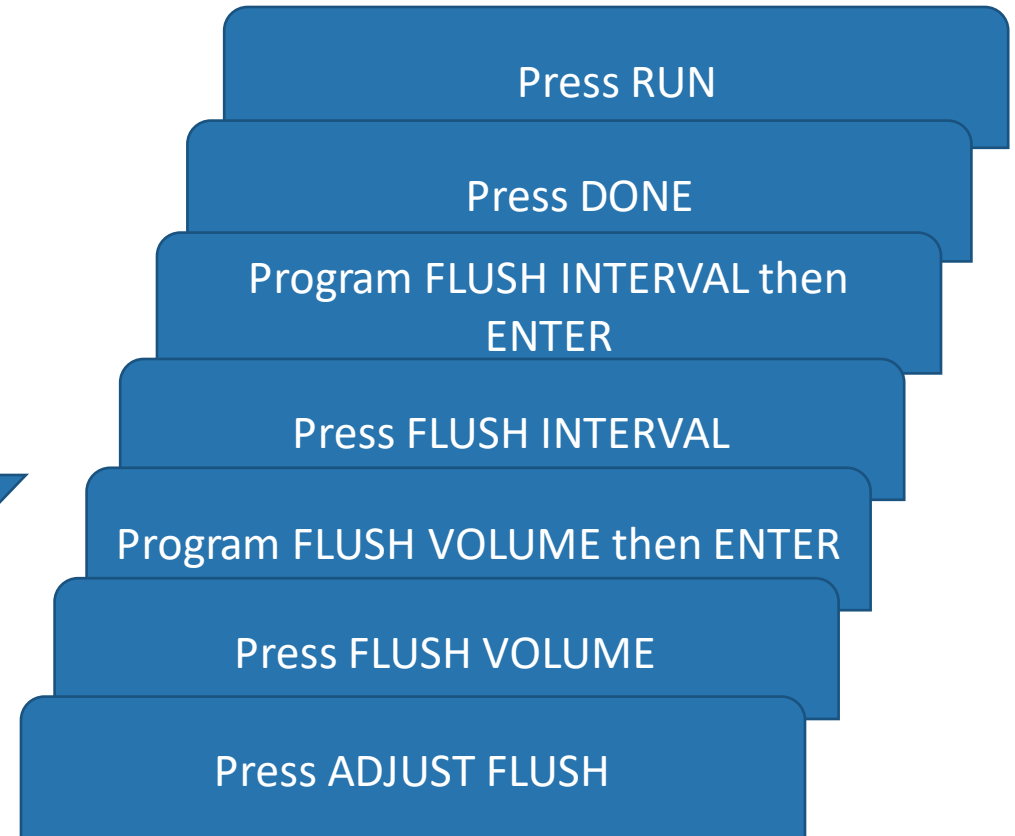 Press RUN
Press DONE
Program FLUSH INTERVAL then
ENTER
Press FLUSH INTERVAL
Program FLUSH VOLUME then ENTER
Press FLUSH VOLUME
Press ADJUST FLUSH